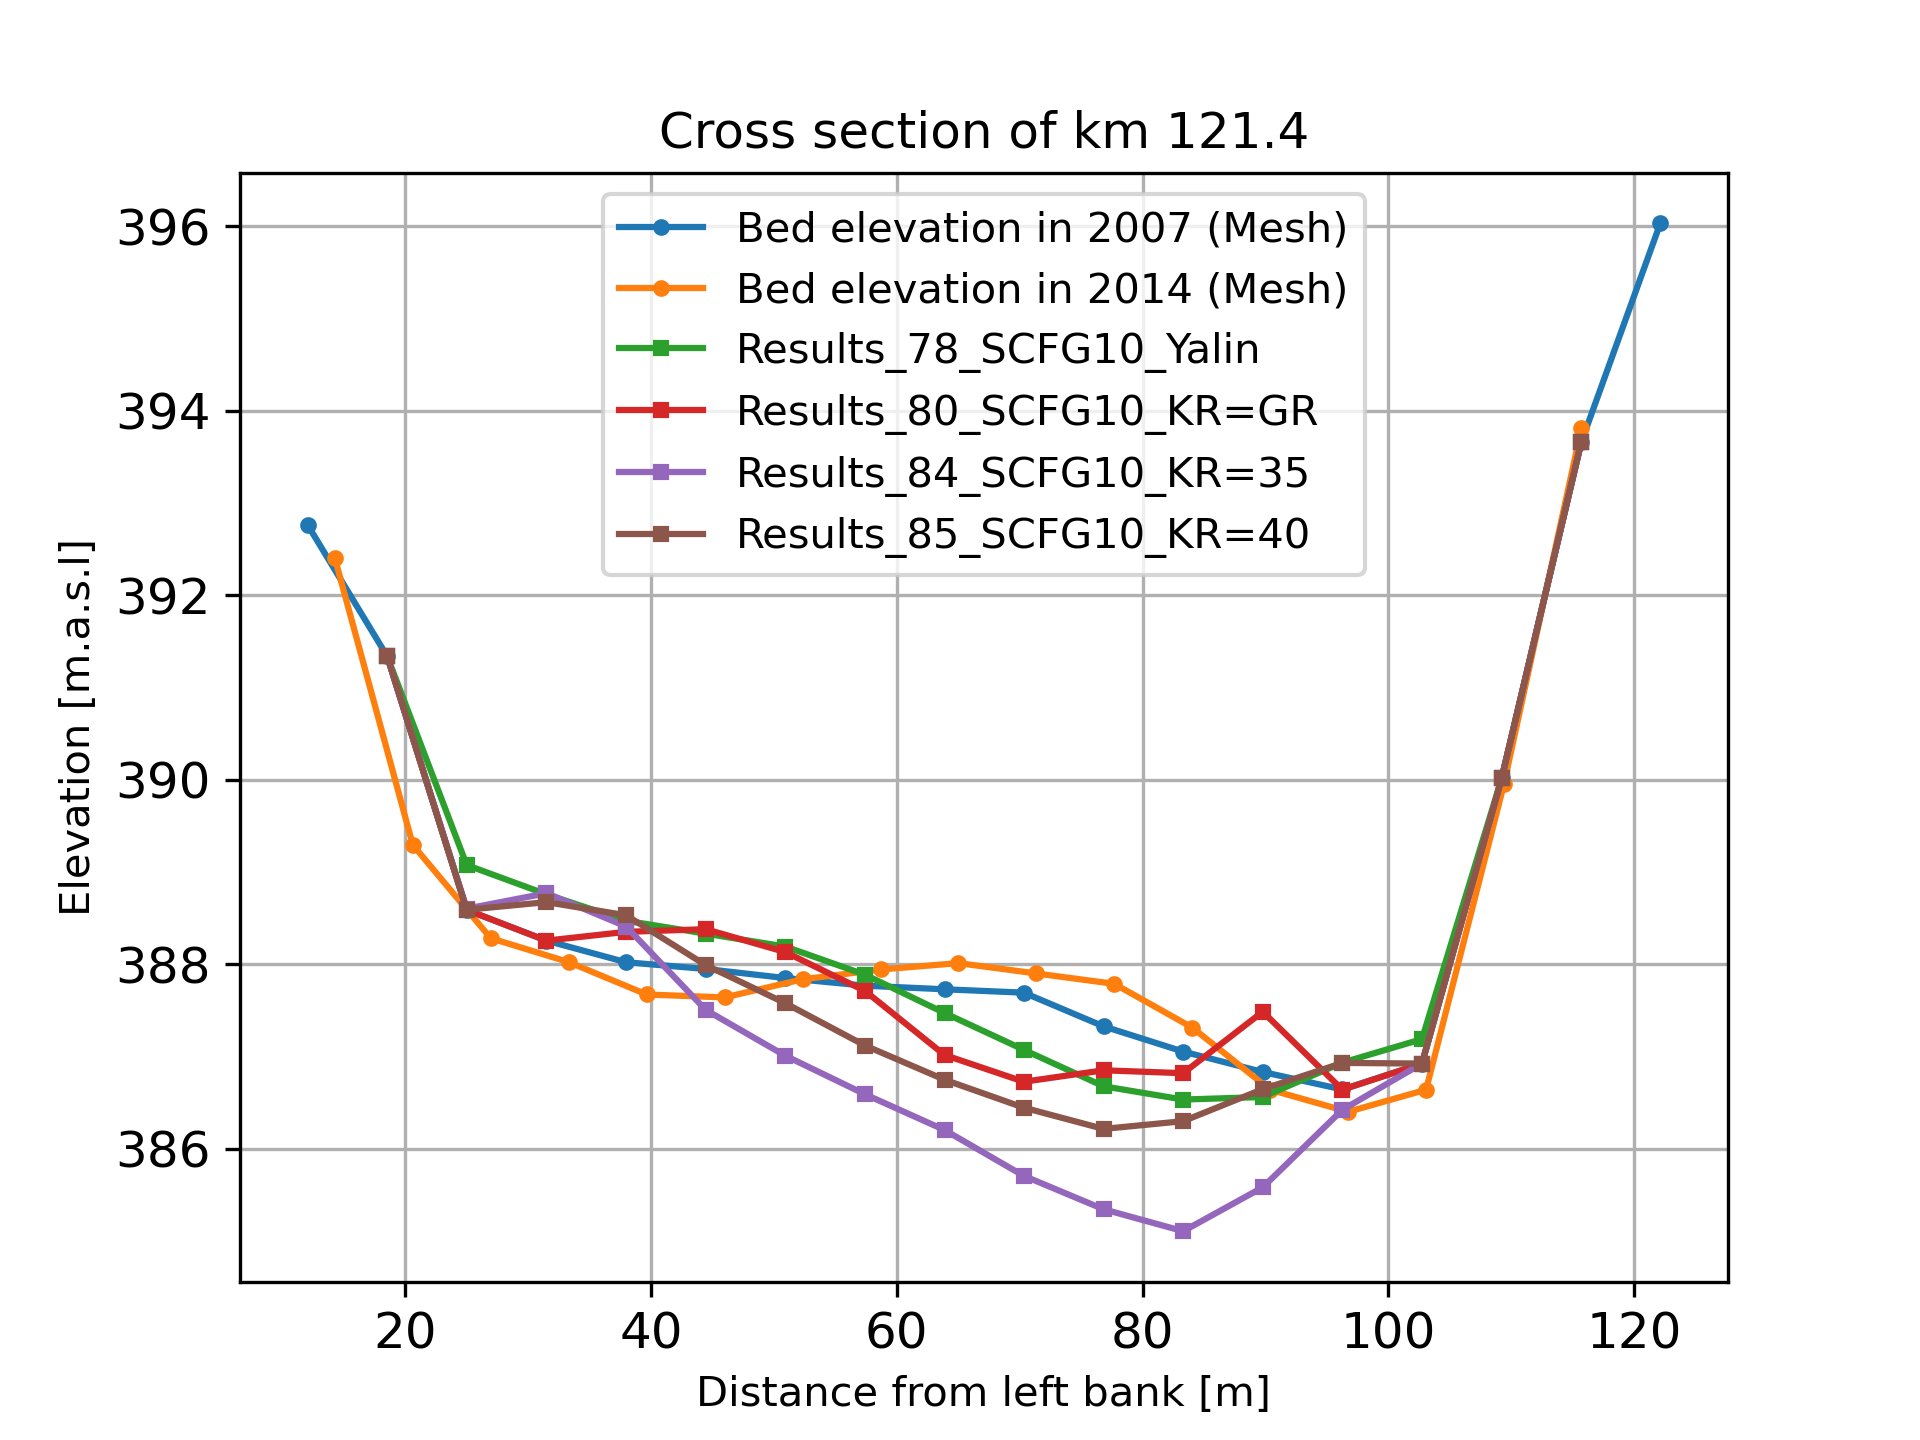 Cross section of km 121.4
Bed elevation in 2007 (Mesh)
Bed elevation in 2014 (Mesh)
Results_78_SCFG10_Yalin
Results_80_SCFG10_KR=GR
Results_84_SCFG10_KR=35
Results_85_SCFG10_KR=40
Elevation [m.a.s.l]
396
394
392
390
388
386
20 40 60 80 100 120
Distance from left bank [m]